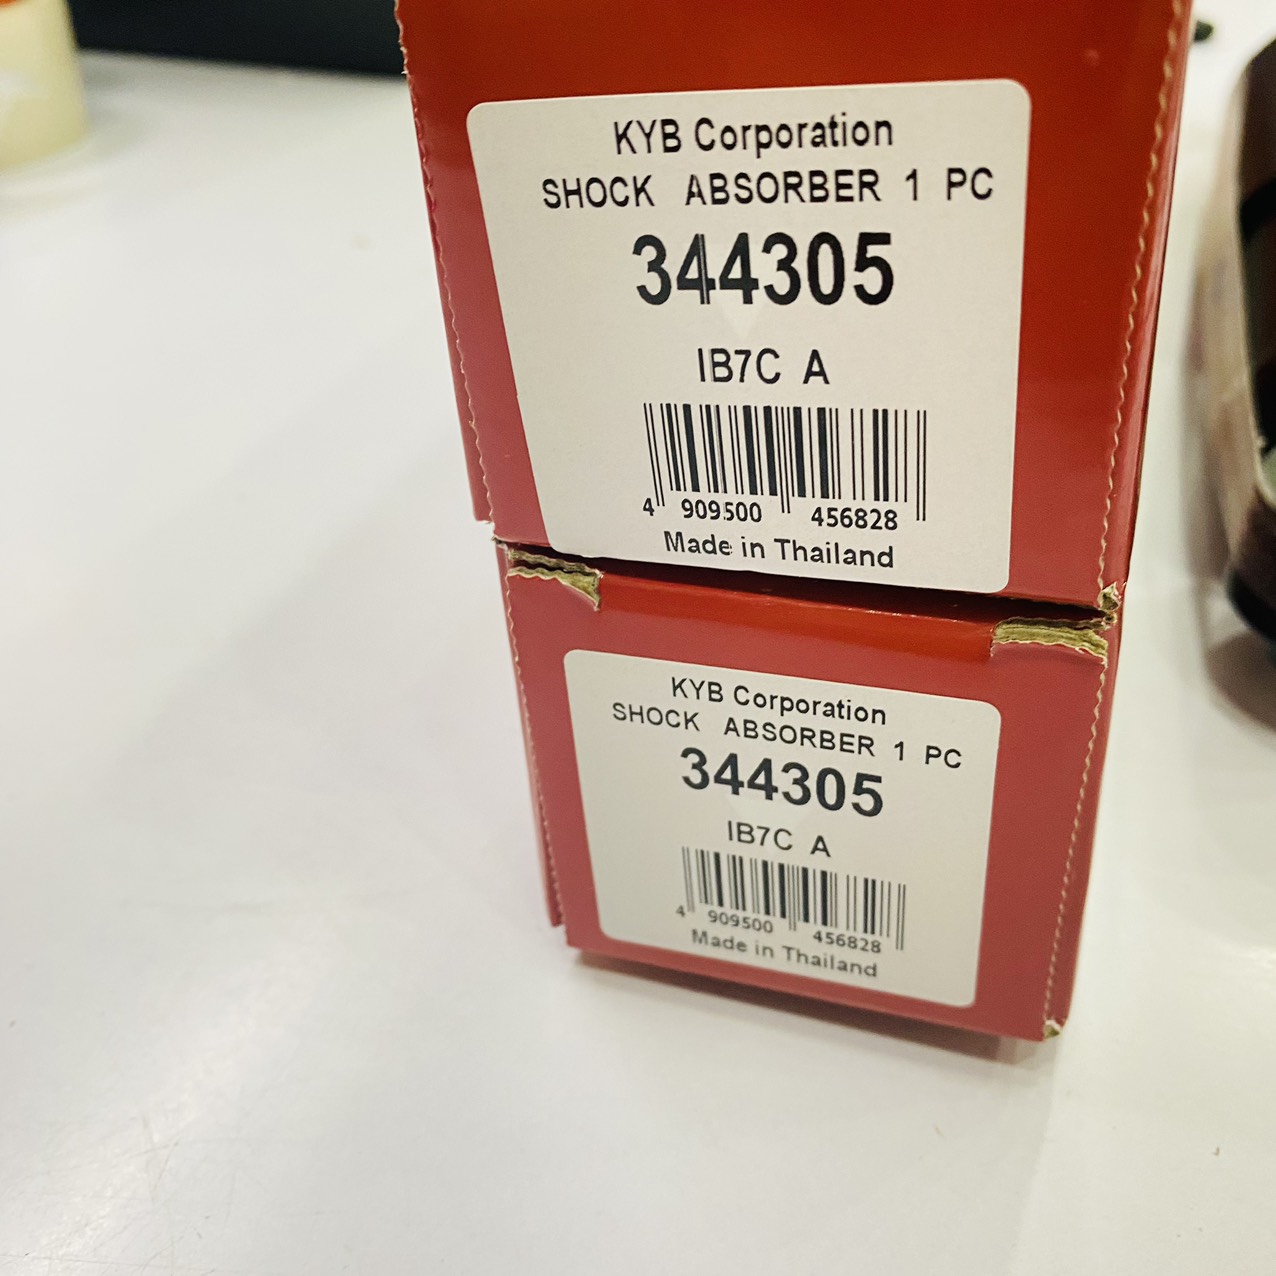 KYB Corporation
SHOCK ABSORBER 1 PC
344305
IB7C A
4 909500 456828
Made in Thailand
KYB Corporation
SHOCK ABSORBER 1 PC
344305
IB7C A
4 909500 456828
Made in Thailand